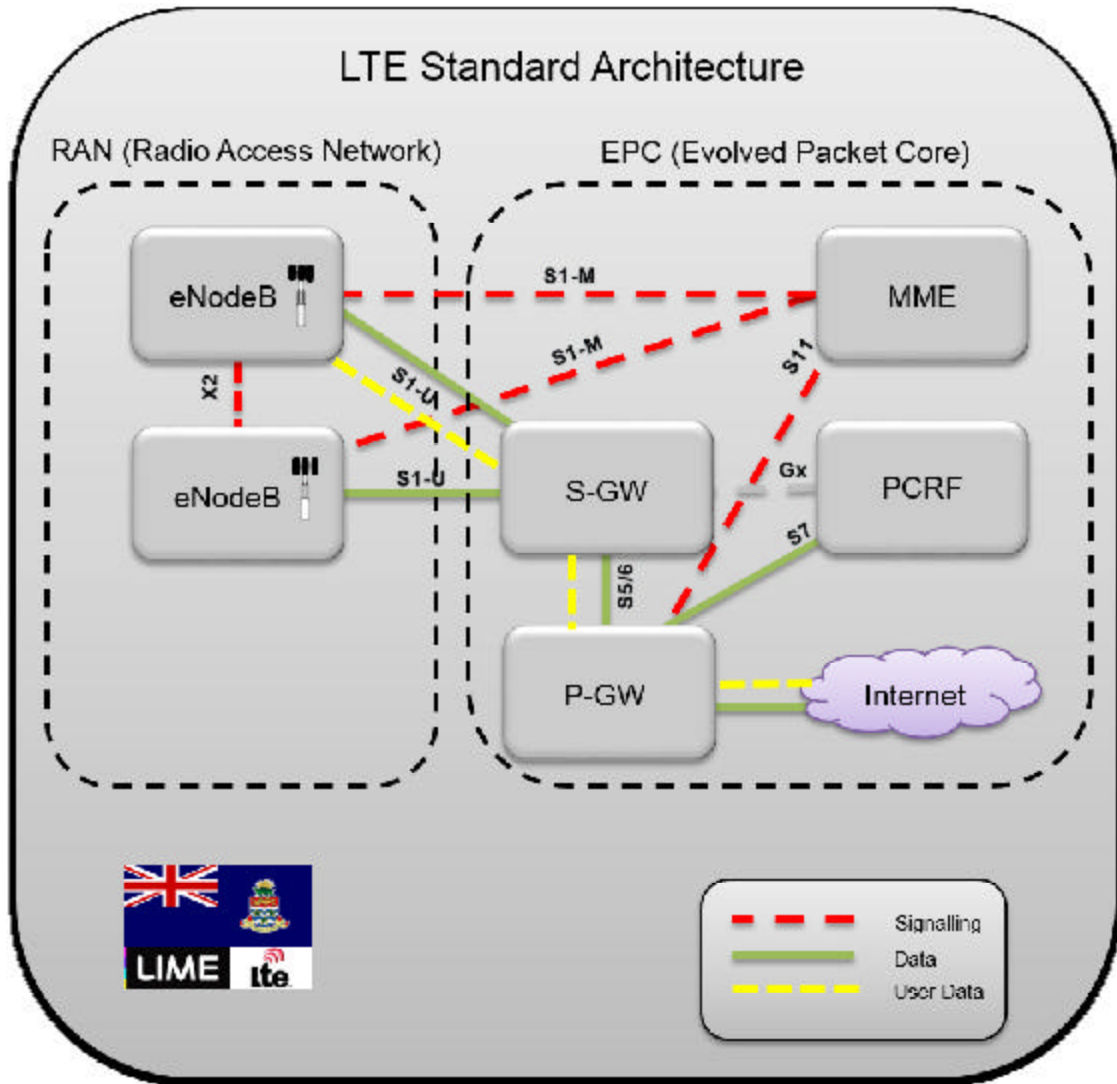 LTE Standard Architecture
RAN (Radio Access Network)
EPC (Evolved Packet Core)
eNodeB
S1-M
MME
S1-M
S11
X2
S1-U
eNodeB
S1-U
S-GW
Gx
PCRF
S7
S5/6
P-GW
Internet
LIME
Lte
Signalling
Data
User Data